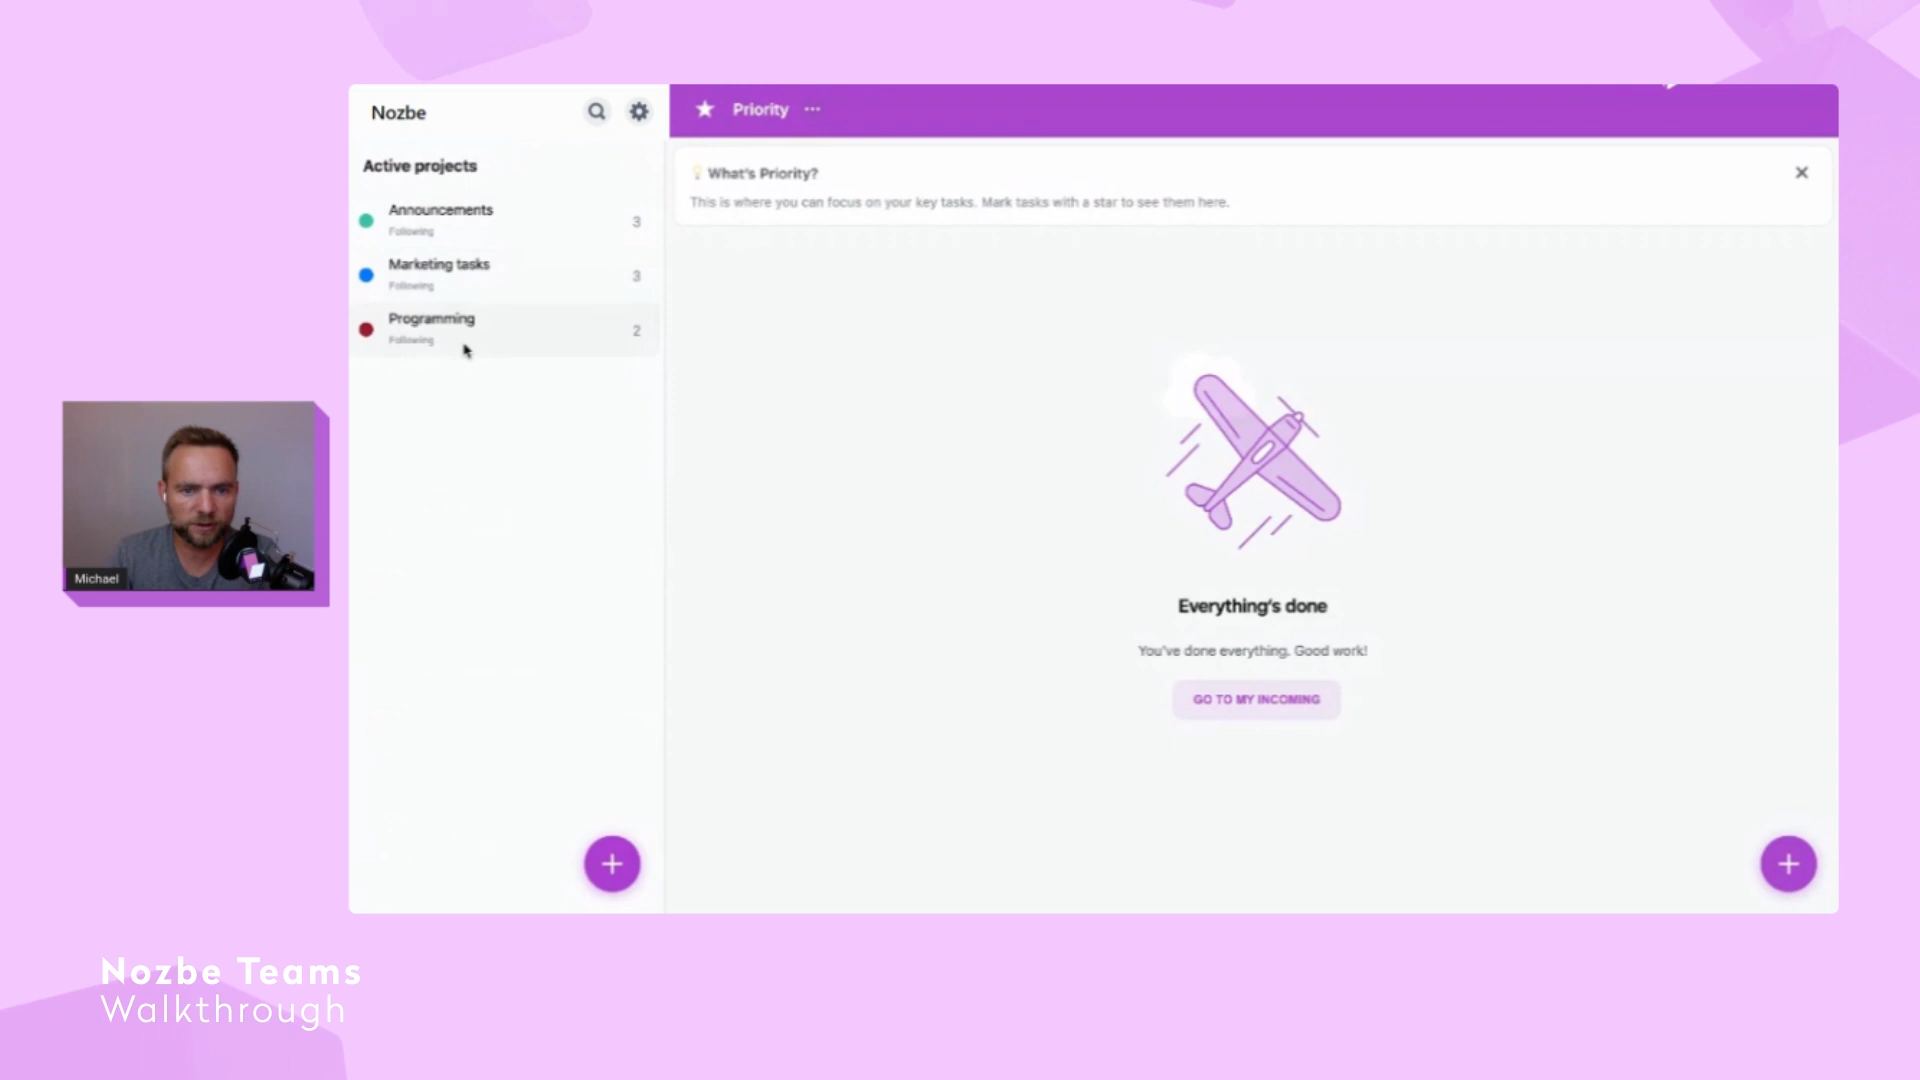 Nozbe
Priority
Active projects
Announcements
Following
3
Marketing tasks
Following
3
Programming
Following
2
What's Priority?
This is where you can focus on your key tasks. Mark tasks with a star to see them here.
Everything's done
You've done everything. Good work!
GO TO MY INCOMING
Michael
Nozbe Teams
Walkthrough